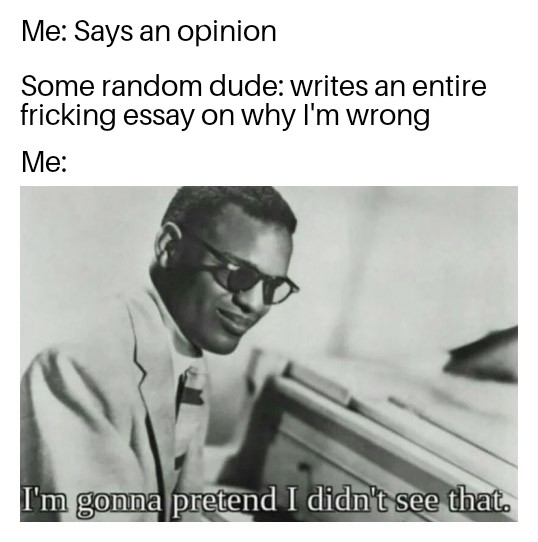 Me: Says an opinion
Some random dude: writes an entire
fricking essay on why I'm wrong
Me:
I'm gonna pretend I didn't see that.